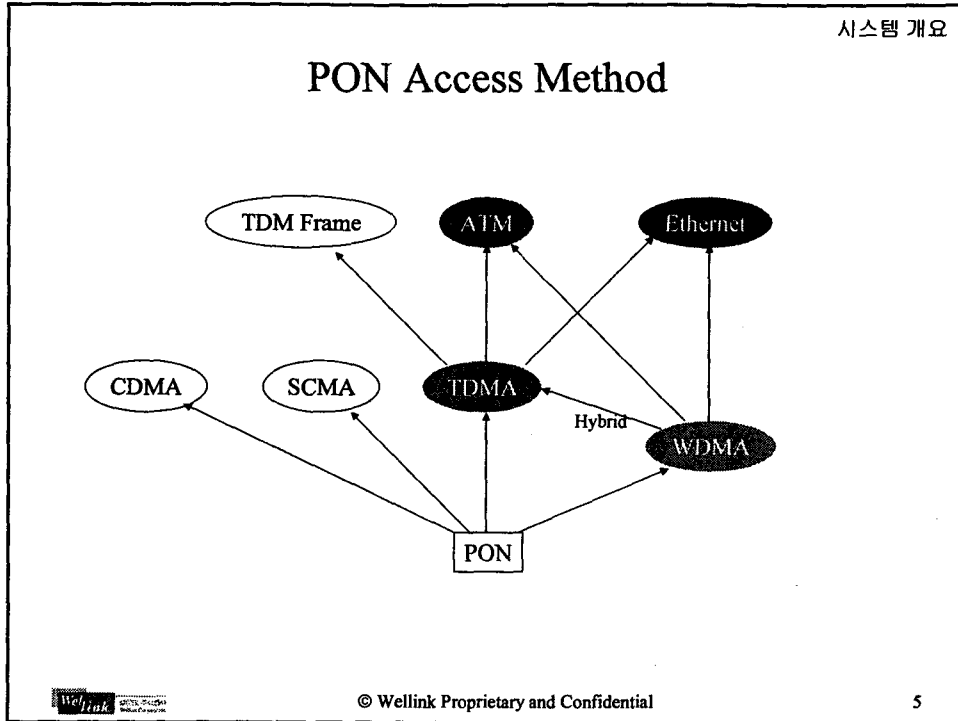 시스템 개요
PON Access Method
TDM Frame
ATM
Ethernet
CDMA
SCMA
TDMA
Hybrid
WDMA
PON
Wellink
© Wellink Proprietary and Confidential
5